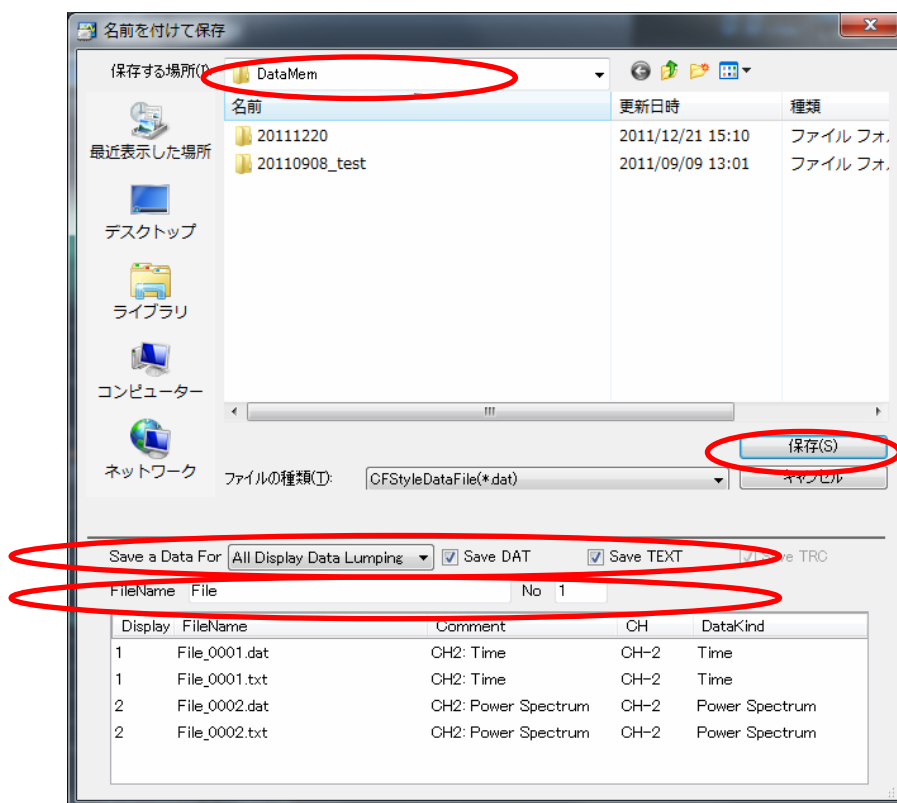 名前を付けて保存
保存する場所(I):
DataMem
名前 更新日時 種類
20111220 2011/12/21 15:10 ファイル フォ
20110908_test 2011/09/09 13:01 ファイル フォ
最近表示した場所
デスクトップ
ライブラリ
コンピューター
ネットワーク
保存(S)
ファイルの種類(T): CFStyleDataFile(*.dat) キャンセル
Save a Data For All Display Data Lumping Save DAT Save TEXT Save TRC
FileName File No 1
Display FileName Comment CH DataKind
1 File_0001.dat CH2: Time CH-2 Time
1 File_0001.txt CH2: Time CH-2 Time
2 File_0002.dat CH2: Power Spectrum CH-2 Power Spectrum
2 File_0002.txt CH2: Power Spectrum CH-2 Power Spectrum